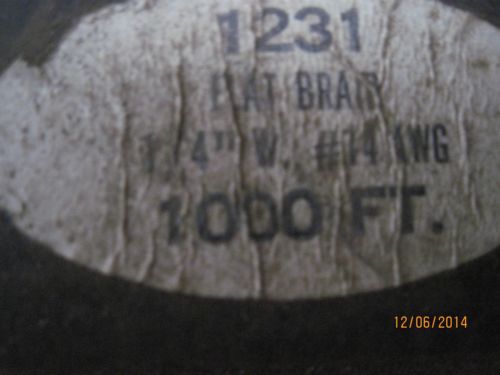 1231
FLAT BRAID
1/4" W. #14 AWG
1000 FT.
12/06/2014